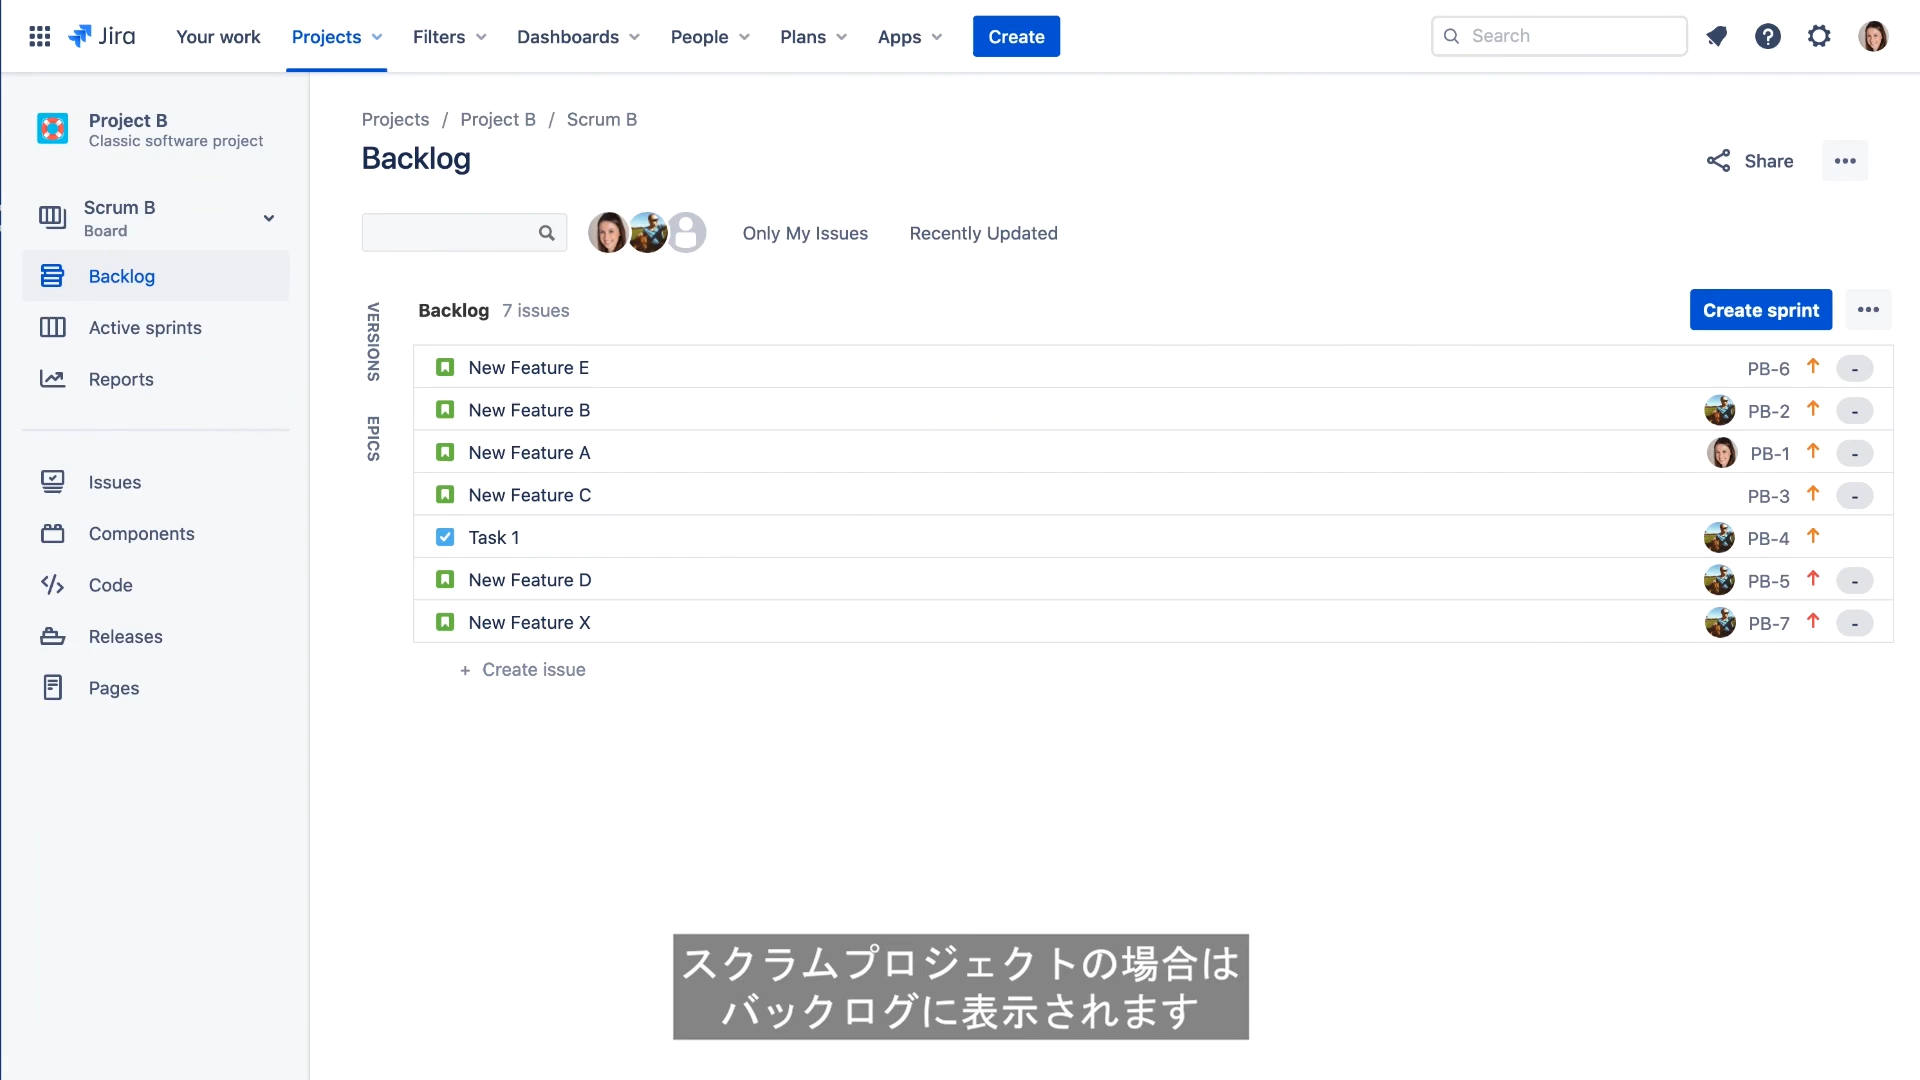 Jira
Your work
Projects
Filters
Dashboards
People
Plans
Apps
Create
Search
Project B
Classic software project
Scrum B
Board
Backlog
Active sprints
Reports
Issues
Components
Code
Releases
Pages
Projects / Project B / Scrum B
Backlog
Share
Only My Issues
Recently Updated
VERSIONS
EPICS
Backlog 7 issues
Create sprint
New Feature E PB-6 -
New Feature B PB-2 -
New Feature A PB-1 -
New Feature C PB-3 -
Task 1 PB-4
New Feature D PB-5 -
New Feature X PB-7 -
+ Create issue
スクラムプロジェクトの場合は
バックログに表示されます